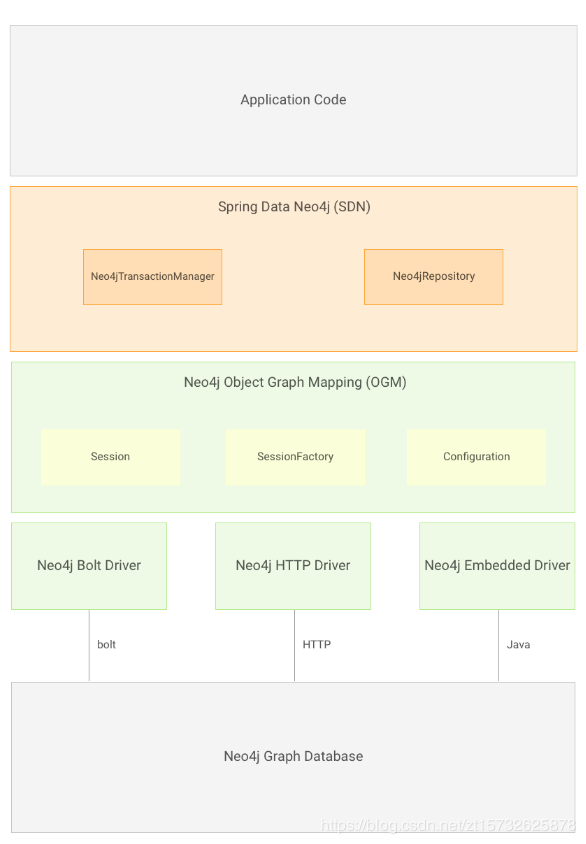 Application Code
Spring Data Neo4j (SDN)
Neo4jTransactionManager
Neo4jRepository
Neo4j Object Graph Mapping (OGM)
Session
SessionFactory
Configuration
Neo4j Bolt Driver
Neo4j HTTP Driver
Neo4j Embedded Driver
bolt
HTTP
Java
Neo4j Graph Database
https://blog.csdn.net/zt15732625878